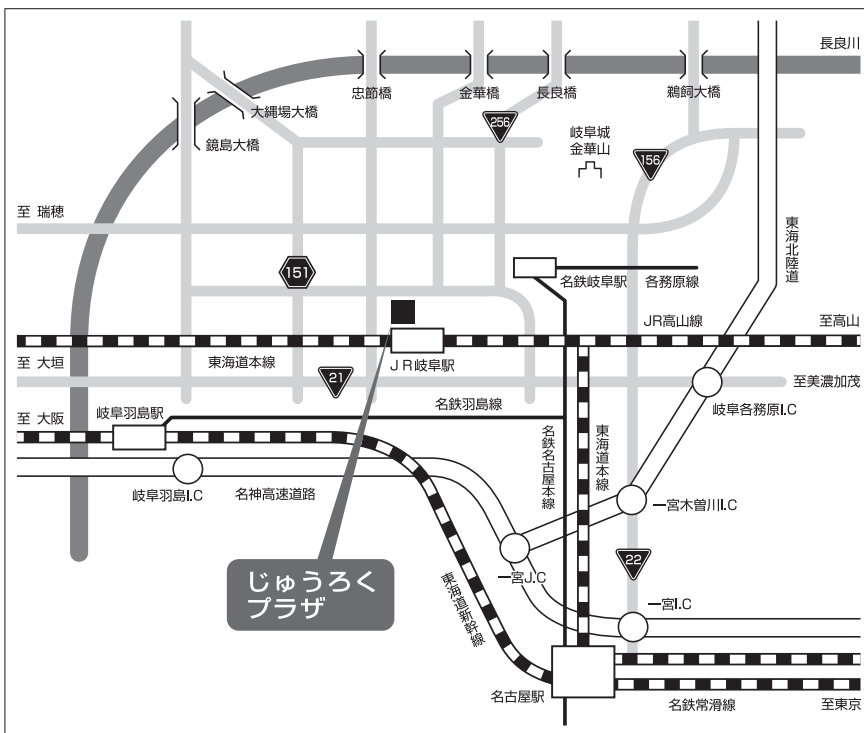 長良川
忠節橋
金華橋
長良橋
鵜飼大橋
大縄場大橋
鏡島大橋
256
岐阜城
金華山
156
至 瑞穂
東海北陸道
151
名鉄岐阜駅
各務原線
JR高山線
至高山
至 大垣
東海道本線
JR岐阜駅
21
至美濃加茂
名鉄羽島線
岐阜各務原I.C
至 大阪
岐阜羽島駅
名鉄名古屋本線
東海道本線
岐阜羽島I.C
名神高速道路
一宮木曽川I.C
一宮J.C
22
じゅうろく
プラザ
東海道新幹線
一宮I.C
名古屋駅
名鉄常滑線
至東京